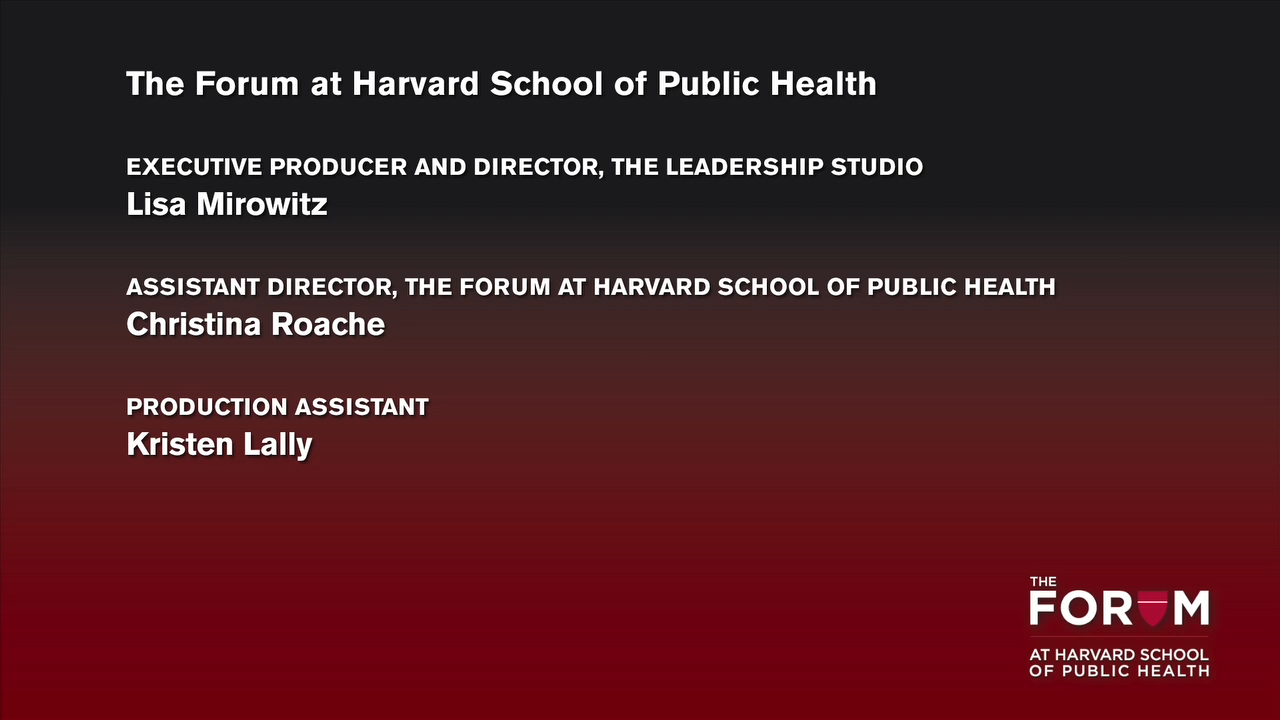 The Forum at Harvard School of Public Health
EXECUTIVE PRODUCER AND DIRECTOR, THE LEADERSHIP STUDIO
Lisa Mirowitz
ASSISTANT DIRECTOR, THE FORUM AT HARVARD SCHOOL OF PUBLIC HEALTH
Christina Roache
PRODUCTION ASSISTANT
Kristen Lally
THE
FORUM
AT HARVARD SCHOOL
OF PUBLIC HEALTH